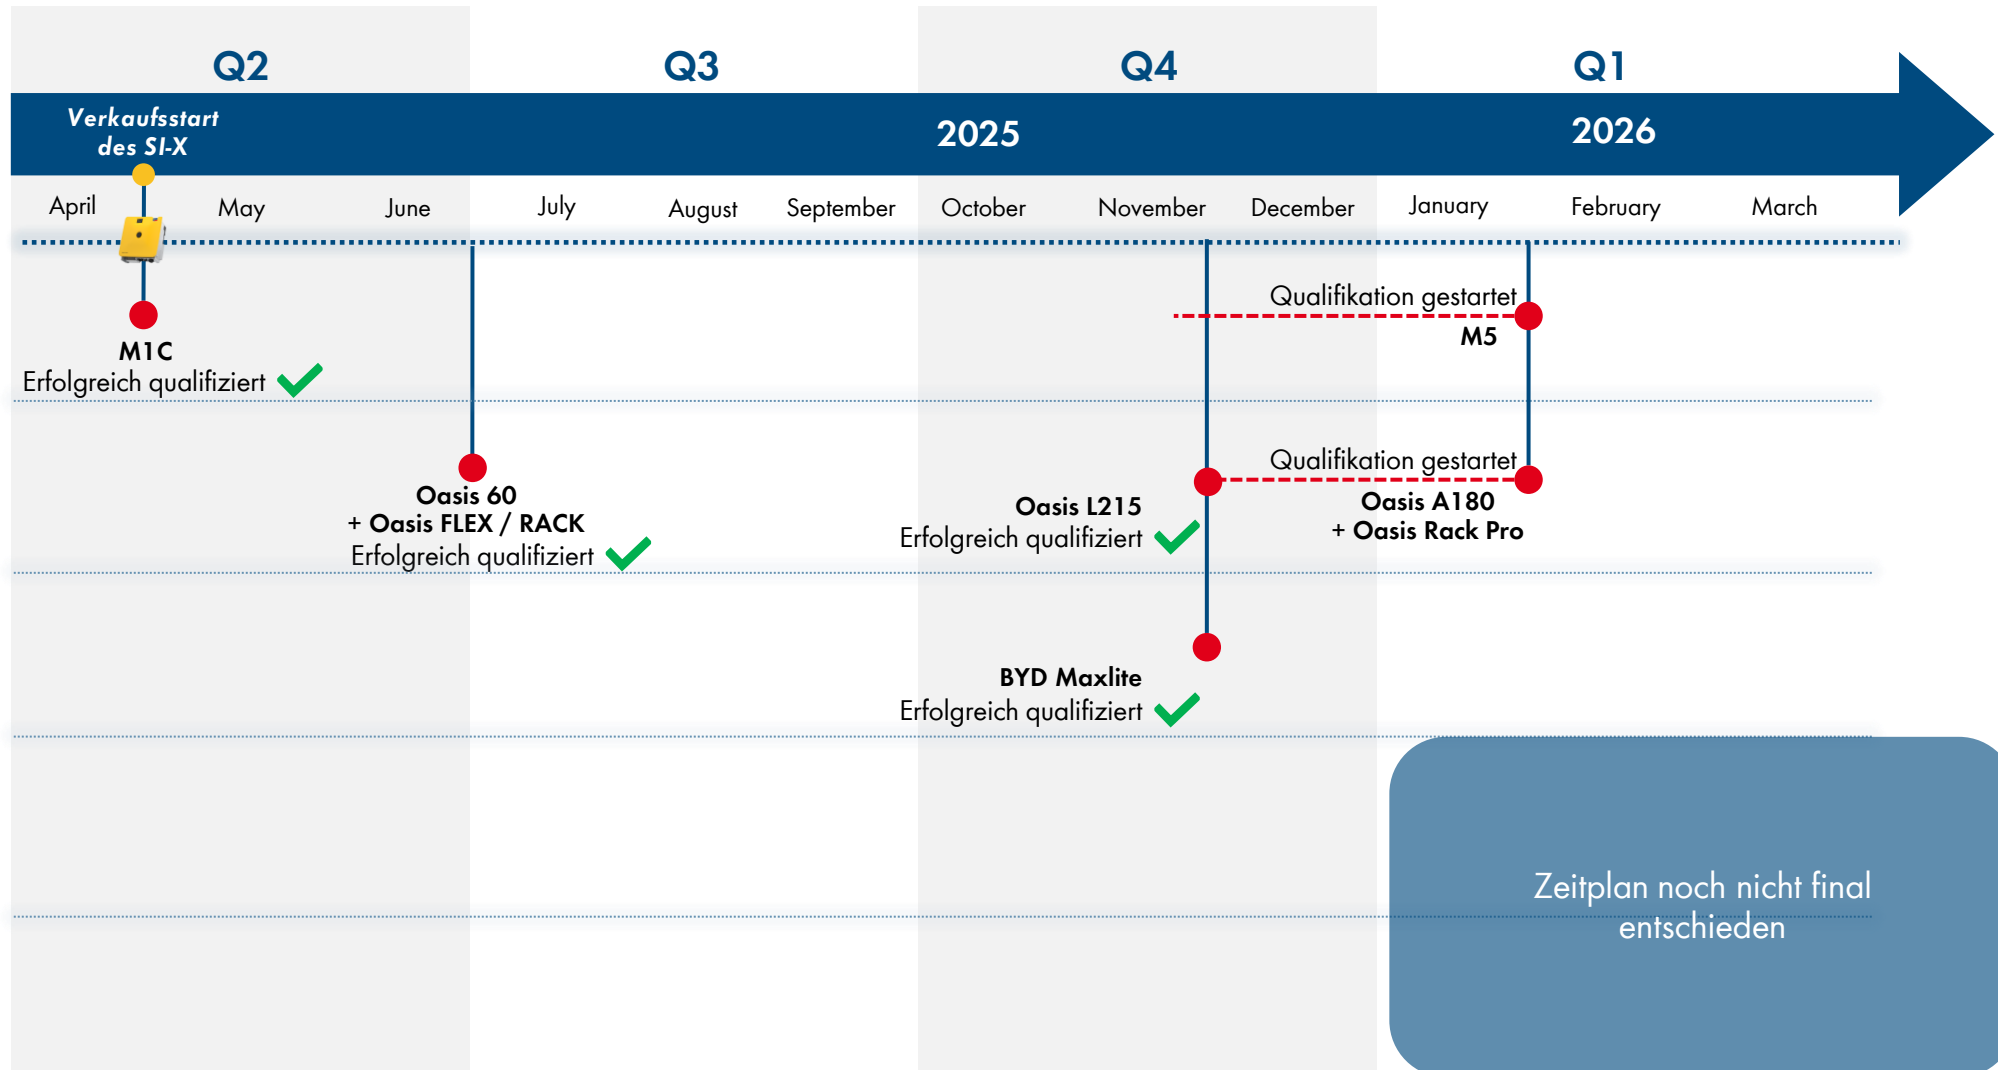 Q2
Q3
Q4
Q1
Verkaufsstart
des SI-X
2025
2026
April
May
June
July
August
September
October
November
December
January
February
March
Qualifikation gestartet
M5
M1C
Erfolgreich qualifiziert
Qualifikation gestartet
Oasis 60
+ Oasis FLEX / RACK
Erfolgreich qualifiziert
Oasis L215
Erfolgreich qualifiziert
Oasis A180
+ Oasis Rack Pro
BYD Maxlite
Erfolgreich qualifiziert
Zeitplan noch nicht final
entschieden